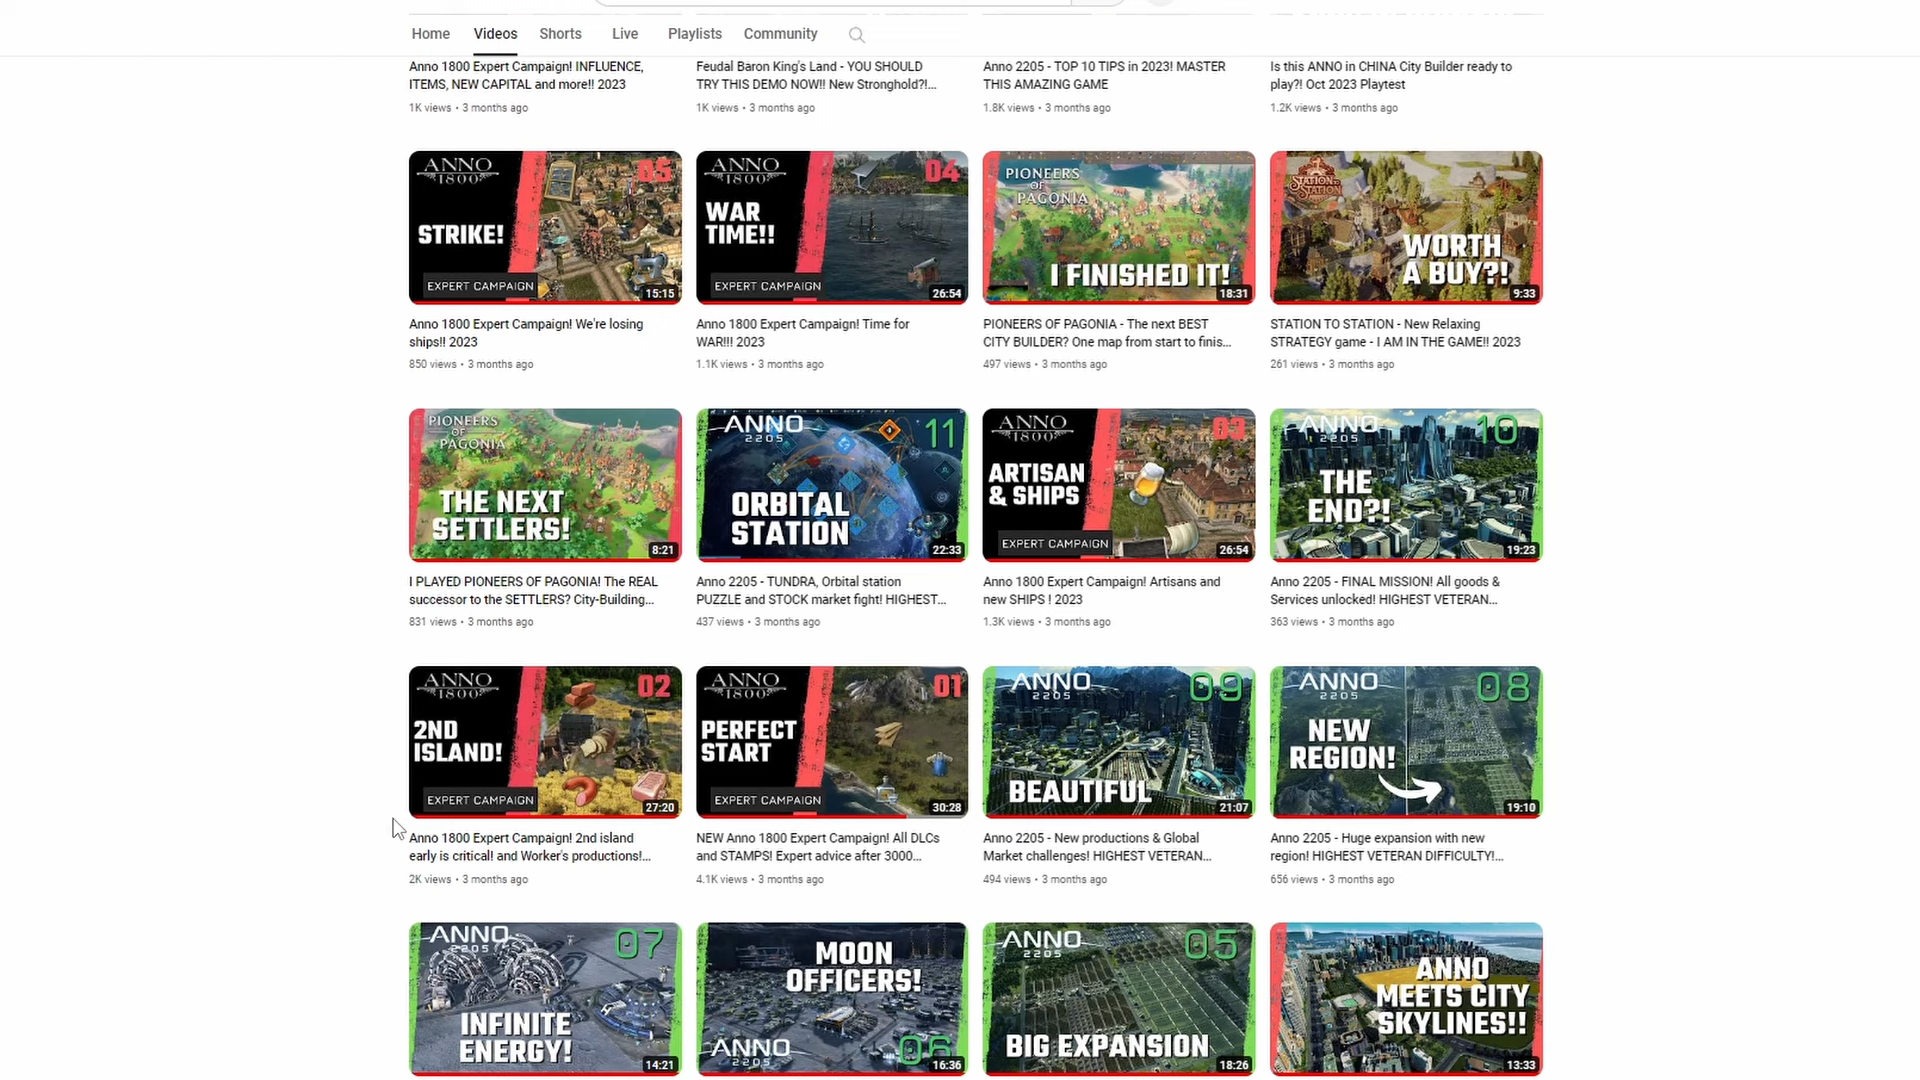 Home
Videos
Shorts
Live
Playlists
Community
Anno 1800 Expert Campaign! INFLUENCE,
ITEMS, NEW CAPITAL and more!! 2023
1K views • 3 months ago
Feudal Baron King's Land - YOU SHOULD
TRY THIS DEMO NOW!! New Stronghold?!...
1K views • 3 months ago
Anno 2205 - TOP 10 TIPS in 2023! MASTER
THIS AMAZING GAME
1.8K views • 3 months ago
Is this ANNO in CHINA City Builder ready to
play?! Oct 2023 Playtest
1.2K views • 3 months ago
ANNO
1800
05
STRIKE!
EXPERT CAMPAIGN
15:15
Anno 1800 Expert Campaign! We're losing
ships!! 2023
850 views • 3 months ago
ANNO
1800
04
WAR
TIME!!
EXPERT CAMPAIGN
26:54
Anno 1800 Expert Campaign! Time for
WAR!!! 2023
1.1K views • 3 months ago
PIONEERS
OF
PAGONIA
I FINISHED IT!
18:31
PIONEERS OF PAGONIA - The next BEST
CITY BUILDER? One map from start to finis...
497 views • 3 months ago
STATION TO
STATION
WORTH
A BUY?!
9:33
STATION TO STATION - New Relaxing
STRATEGY game - I AM IN THE GAME!! 2023
261 views • 3 months ago
PIONEERS
OF
PAGONIA
THE NEXT
SETTLERS!
8:21
I PLAYED PIONEERS OF PAGONIA! The REAL
successor to the SETTLERS? City-Building...
831 views • 3 months ago
ANNO
2205
11
ORBITAL
STATION
22:33
Anno 2205 - TUNDRA, Orbital station
PUZZLE and STOCK market fight! HIGHEST...
437 views • 3 months ago
ANNO
1800
03
ARTISAN
& SHIPS
EXPERT CAMPAIGN
26:54
Anno 1800 Expert Campaign! Artisans and
new SHIPS ! 2023
1.3K views • 3 months ago
ANNO
2205
10
THE
END?!
19:23
Anno 2205 - FINAL MISSION! All goods &
Services unlocked! HIGHEST VETERAN...
363 views • 3 months ago
ANNO
1800
02
2ND
ISLAND!
EXPERT CAMPAIGN
27:20
Anno 1800 Expert Campaign! 2nd island
early is critical! and Worker's productions!...
2K views • 3 months ago
ANNO
1800
01
PERFECT
START
EXPERT CAMPAIGN
30:28
NEW Anno 1800 Expert Campaign! All DLCs
and STAMPS! Expert advice after 3000...
4.1K views • 3 months ago
ANNO
2205
09
BEAUTIFUL
21:07
Anno 2205 - New productions & Global
Market challenges! HIGHEST VETERAN...
494 views • 3 months ago
ANNO
2205
08
NEW
REGION!
19:10
Anno 2205 - Huge expansion with new
region! HIGHEST VETERAN DIFFICULTY!...
656 views • 3 months ago
ANNO
2205
07
INFINITE
ENERGY!
14:21
MOON
OFFICERS!
ANNO
06
16:36
ANNO
2205
05
BIG EXPANSION
18:26
ANNO
MEETS CITY
SKYLINES!!
13:33